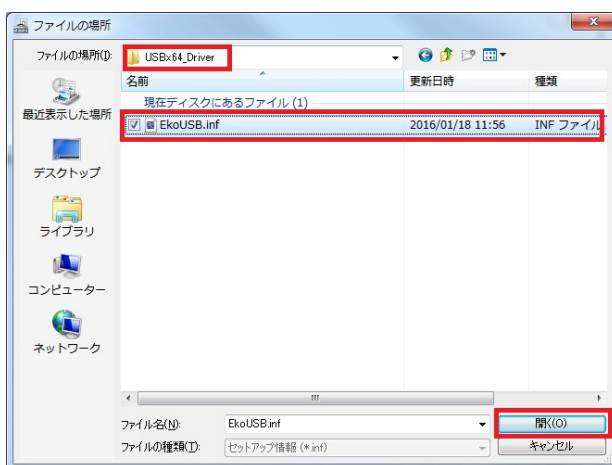 ファイルの場所
ファイルの場所(I):
USBx64_Driver
名前 更新日時 種類
現在ディスクにあるファイル (1)
EkoUSB.inf 2016/01/18 11:56 INF ファイル
最近表示した場所
デスクトップ
ライブラリ
コンピューター
ネットワーク
ファイル名(N): EkoUSB.inf 開く(O)
ファイルの種類(T): セットアップ情報 (*.inf) キャンセル